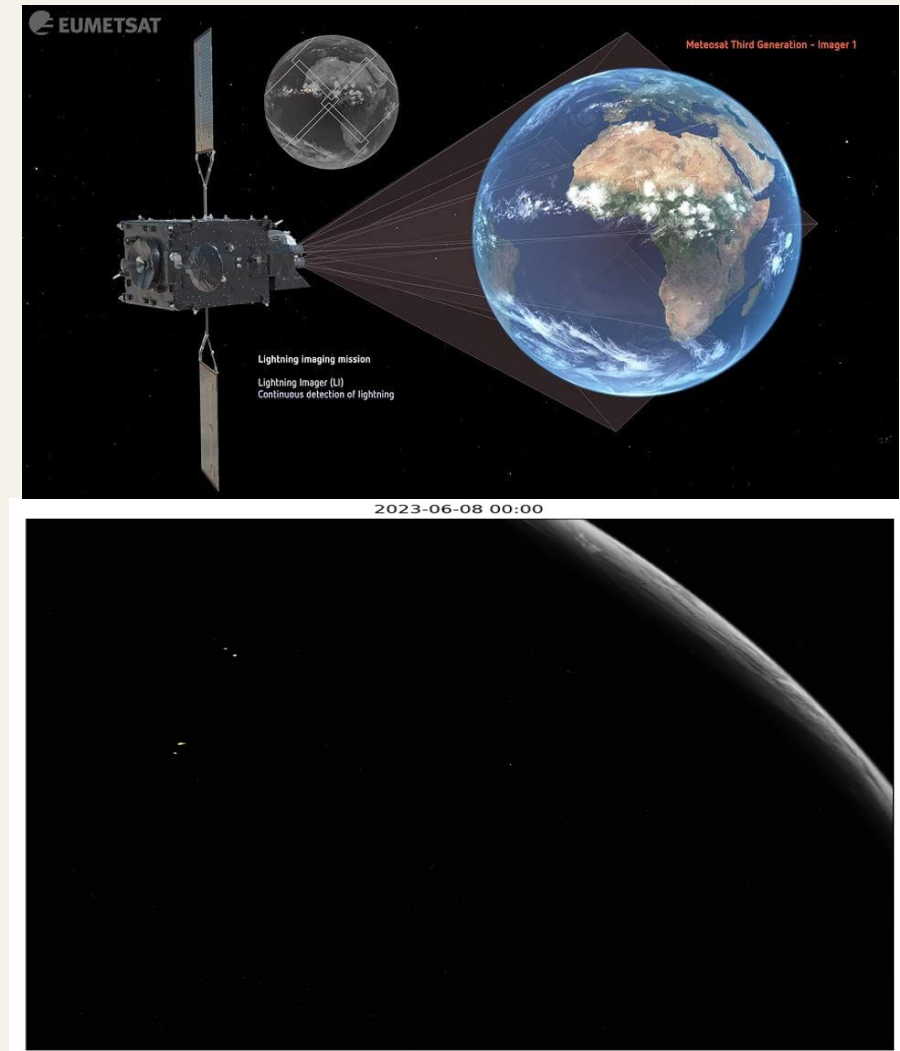 EUMETSAT
Meteosat Third Generation - Imager 1
Lightning imaging mission
Lightning Imager (LI)
Continuous detection of lightning
2023-06-08 00:00